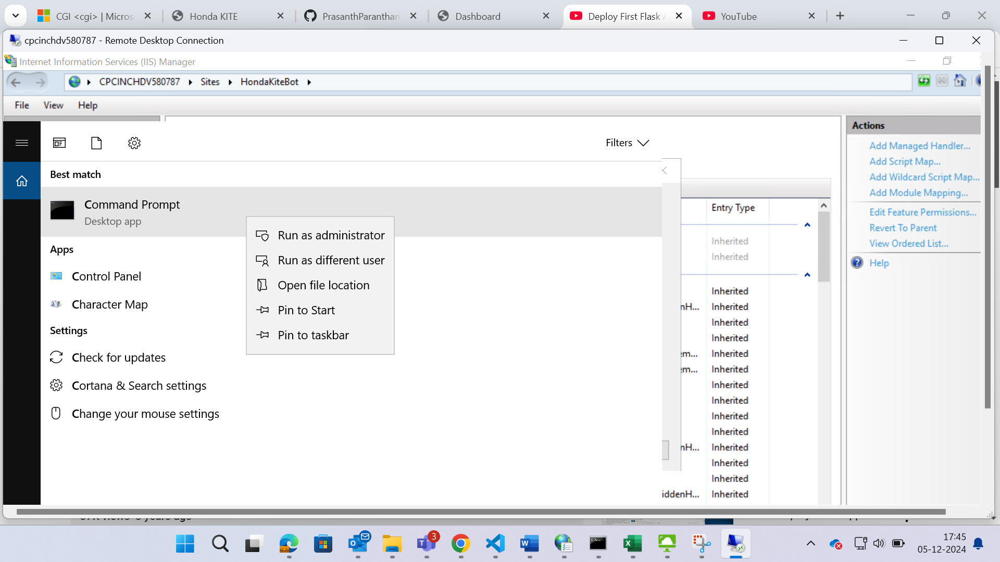 CGI <cgi> | Micros
Honda KITE
PrasanthParanthan
Dashboard
Deploy First Flask A
YouTube
cpcinchdv580787 - Remote Desktop Connection
Internet Information Services (IIS) Manager
CPCINCHDV580787
Sites
HondaKiteBot
File
View
Help
Filters
Best match
Command Prompt
Desktop app
Run as administrator
Run as different user
Open file location
Pin to Start
Pin to taskbar
Apps
Control Panel
Character Map
Settings
Check for updates
Cortana & Search settings
Change your mouse settings
Entry Type
Inherited
Inherited
Inherited
nH... Inherited
Inherited
Inherited
em... Inherited
em... Inherited
Inherited
Inherited
Inherited
Inherited
nH... Inherited
Inherited
Inherited
iddenH... Inherited
Actions
Add Managed Handler...
Add Script Map...
Add Wildcard Script Map...
Add Module Mapping...
Edit Feature Permissions...
Revert To Parent
View Ordered List...
Help
3
17:45
05-12-2024